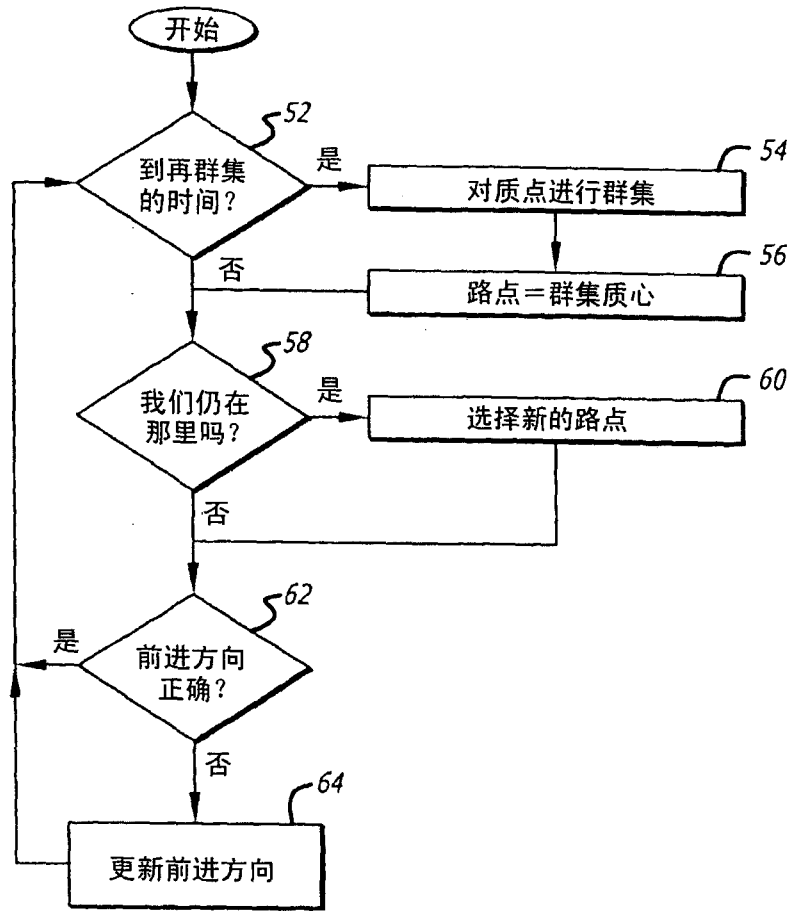 开始
52
到再群集
的时间？
是
54
对质点进行群集
否
56
路点＝群集质心
58
我们仍在
那里吗？
是
60
选择新的路点
否
62
是
前进方向
正确？
否
64
更新前进方向